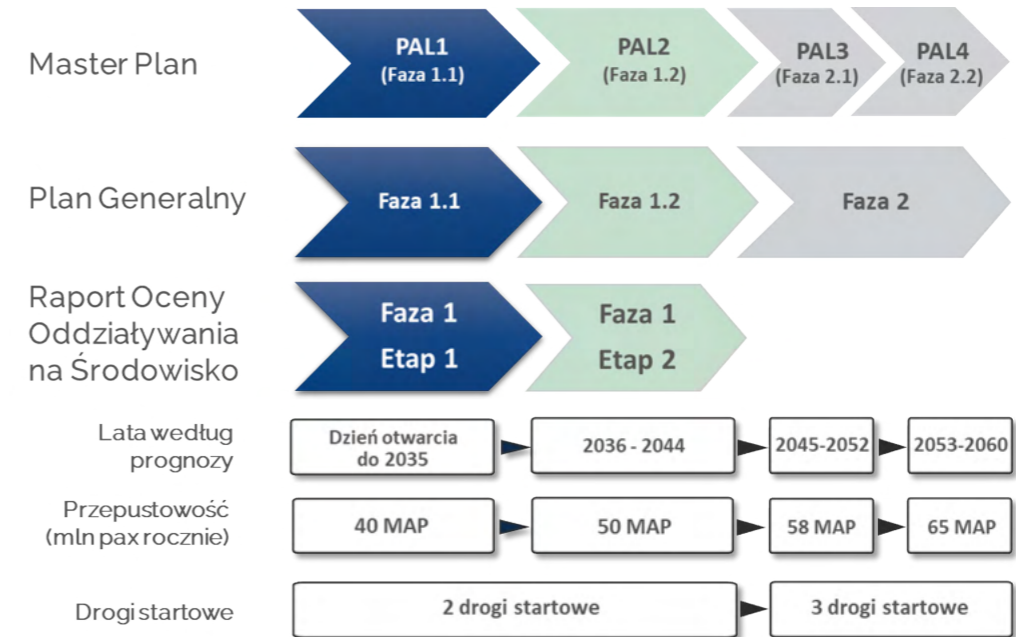 Master Plan
PAL1
(Faza 1.1)
PAL2
(Faza 1.2)
PAL3
(Faza 2.1)
PAL4
(Faza 2.2)
Plan Generalny
Faza 1.1
Faza 1.2
Faza 2
Raport Oceny
Oddziaływania
na Środowisko
Faza 1
Etap 1
Faza 1
Etap 2
Lata według
prognozy
Dzień otwarcia
do 2035
2036 - 2044
2045-2052
2053-2060
Przepustowość
(mln pax rocznie)
40 MAP
50 MAP
58 MAP
65 MAP
Drogi startowe
2 drogi startowe
3 drogi startowe